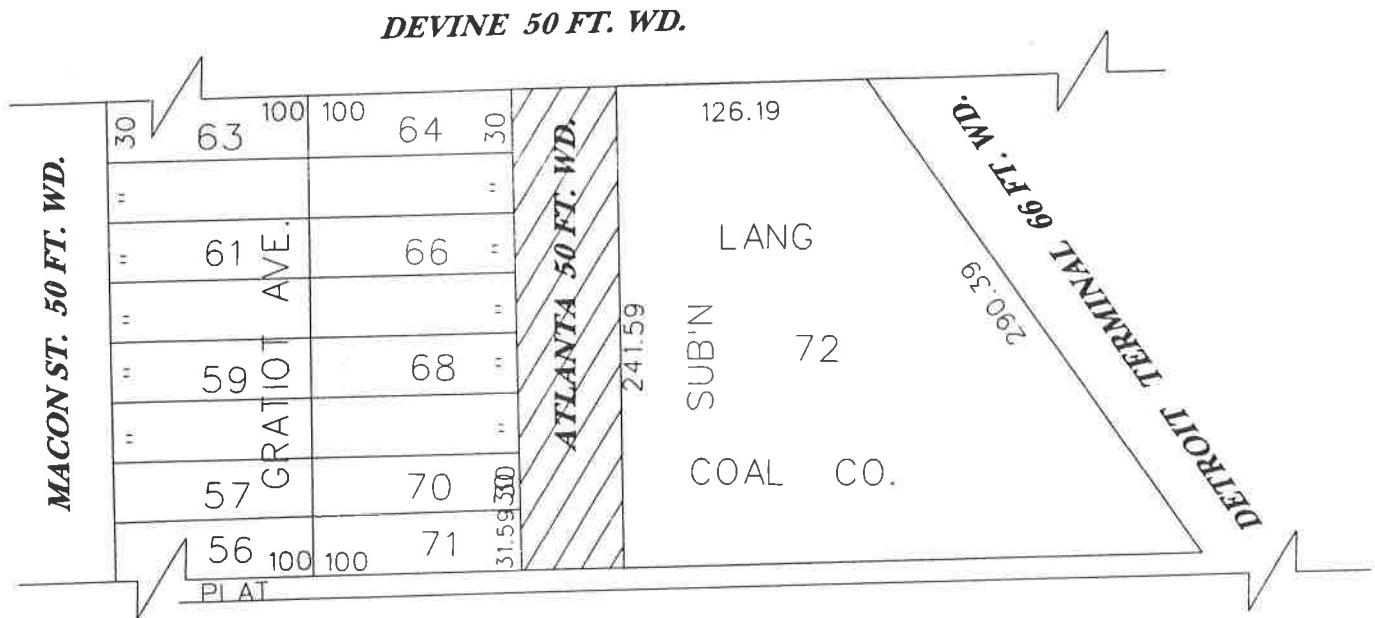 DEVINE 50 FT. WD.
MACON ST. 50 FT. WD.
30 63 100 100 64 30
" "
" 61 66 "
" "
" 59 68 "
" "
57 70 30
56 100 100 71 31.59
GRATIOT AVE.
PLAT
ATLANTA 50 FT. WD.
241.59
126.19
LANG
SUB'N
72
COAL CO.
290.39
DETROIT TERMINAL 66 FT. WD.